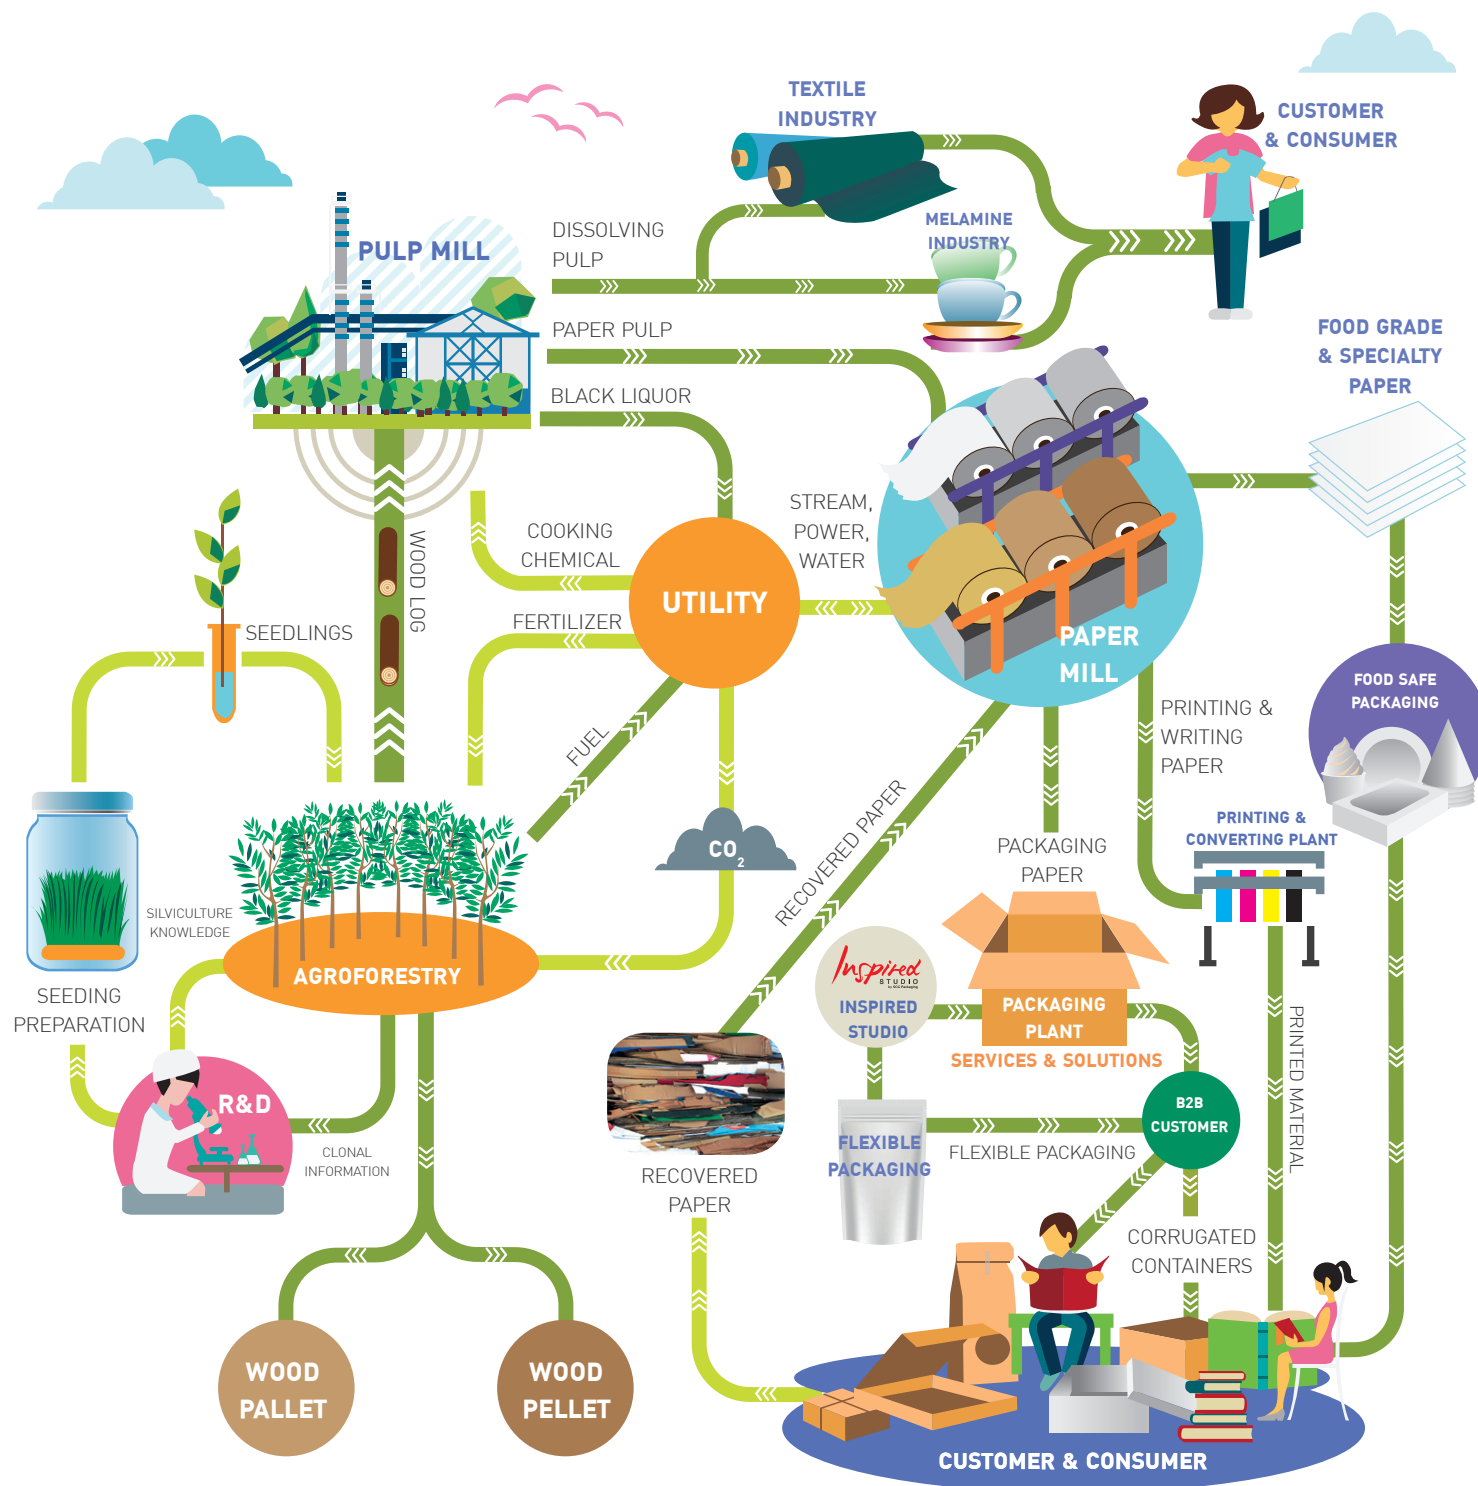 TEXTILE
INDUSTRY
CUSTOMER
& CONSUMER
PULP MILL
DISSOLVING
PULP
MELAMINE
INDUSTRY
PAPER PULP
FOOD GRADE
& SPECIALTY
PAPER
BLACK LIQUOR
STREAM,
POWER,
WATER
COOKING
CHEMICAL
WOOD LOG
UTILITY
FERTILIZER
SEEDLINGS
PAPER
MILL
FOOD SAFE
PACKAGING
FUEL
PRINTING &
WRITING
PAPER
RECOVERED PAPER
PRINTING &
CONVERTING PLANT
CO2
PACKAGING
PAPER
SILVICULTURE
KNOWLEDGE
AGROFORESTRY
Inspired
STUDIO
by SCG Packaging
INSPIRED
STUDIO
PACKAGING
PLANT
SERVICES & SOLUTIONS
SEEDING
PREPARATION
PRINTED MATERIAL
R&D
B2B
CUSTOMER
CLONAL
INFORMATION
FLEXIBLE
PACKAGING
FLEXIBLE PACKAGING
RECOVERED
PAPER
CORRUGATED
CONTAINERS
WOOD
PALLET
WOOD
PELLET
CUSTOMER & CONSUMER